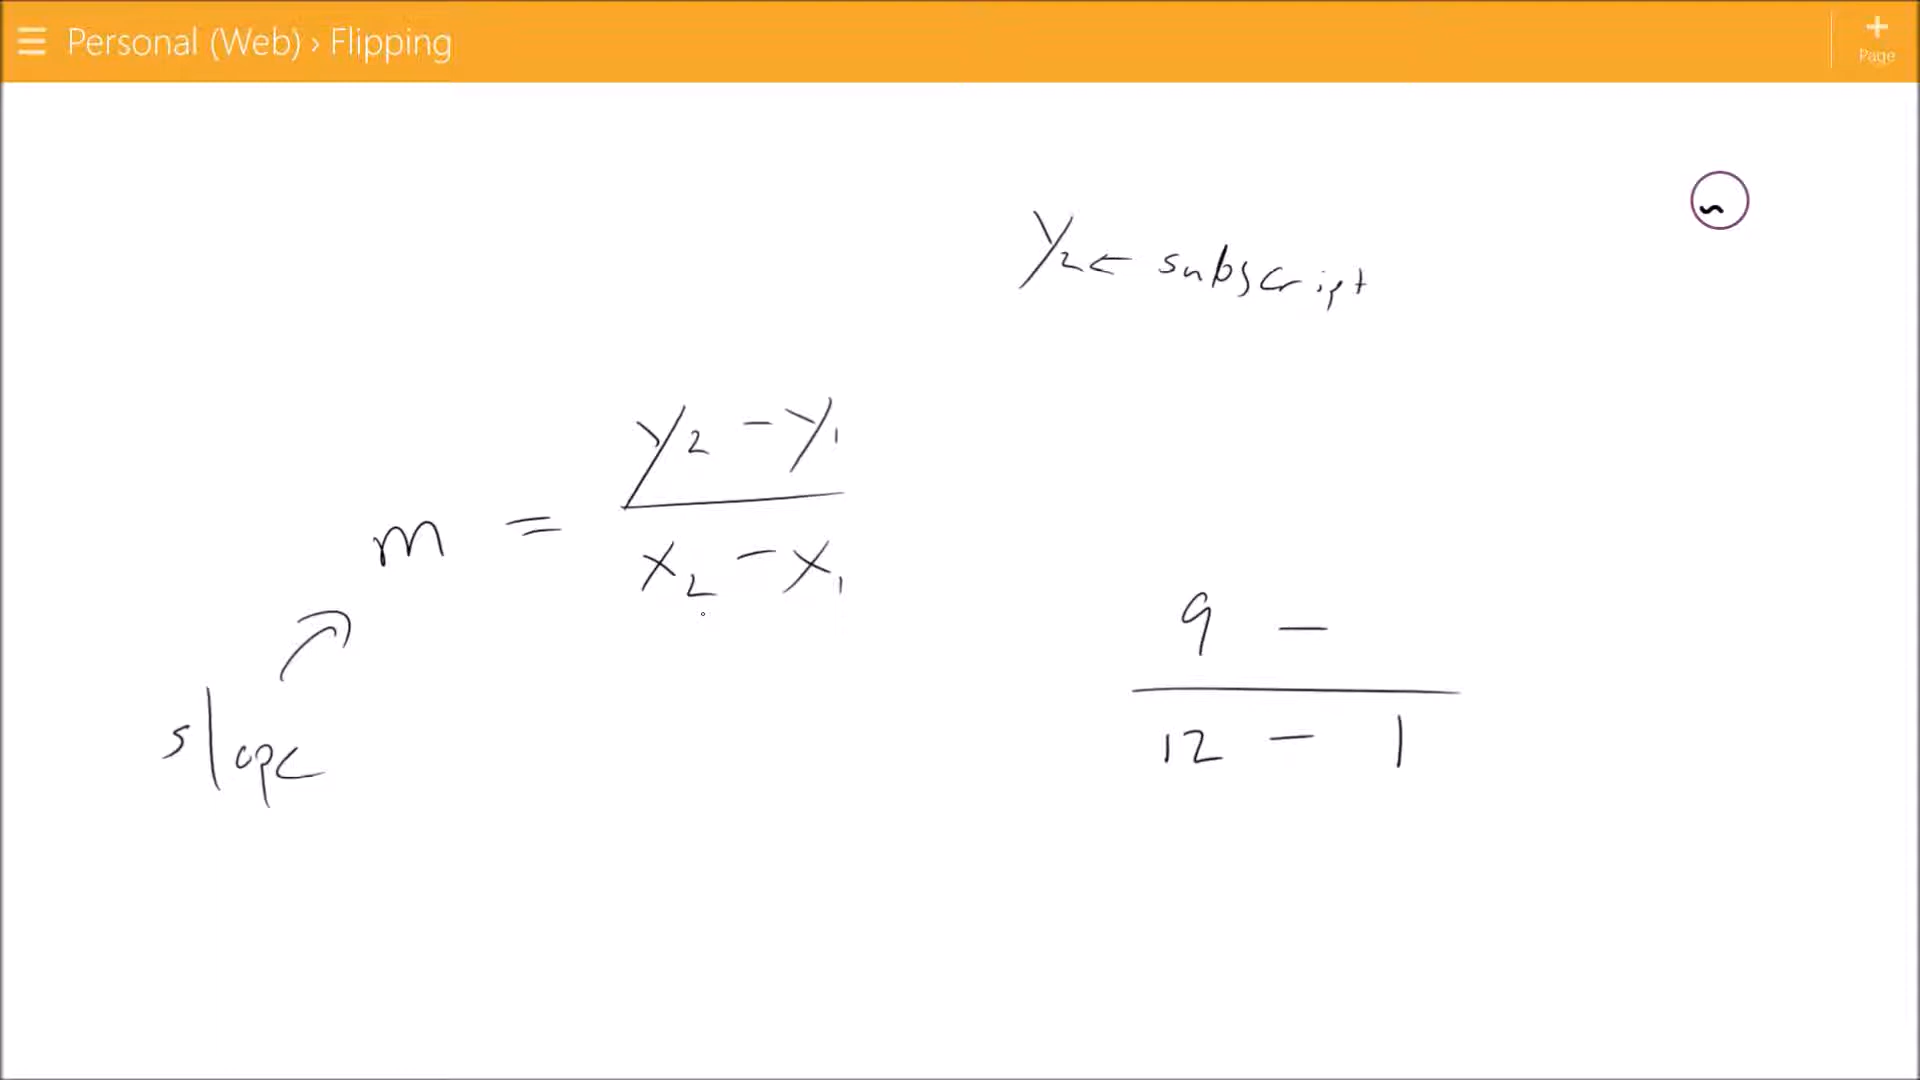 Personal (Web) › Flipping
+
Page
y₂ ← subscript
m = y₂ - y₁ / x₂ - x₁
slope
9 -
12 - 1